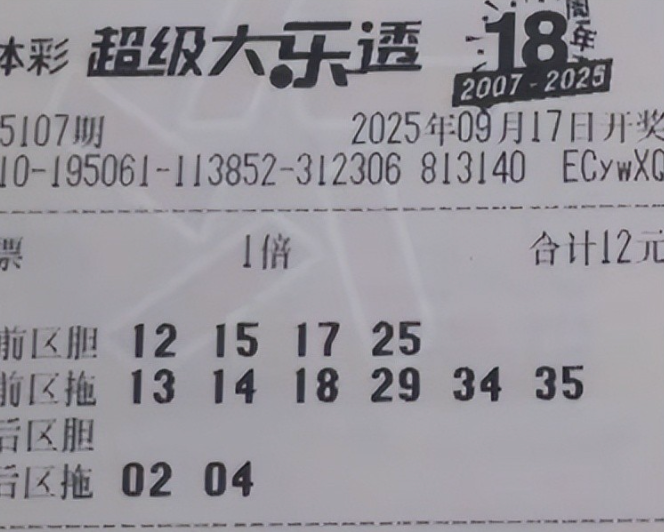 体彩 超级大乐透 18周年
2007-2025
5107期 2025年09月17日开奖
10-195061-113852-312306 813140 ECywXQ
票 1倍 合计12元
前区胆 12 15 17 25
前区拖 13 14 18 29 34 35
后区胆
后区拖 02 04